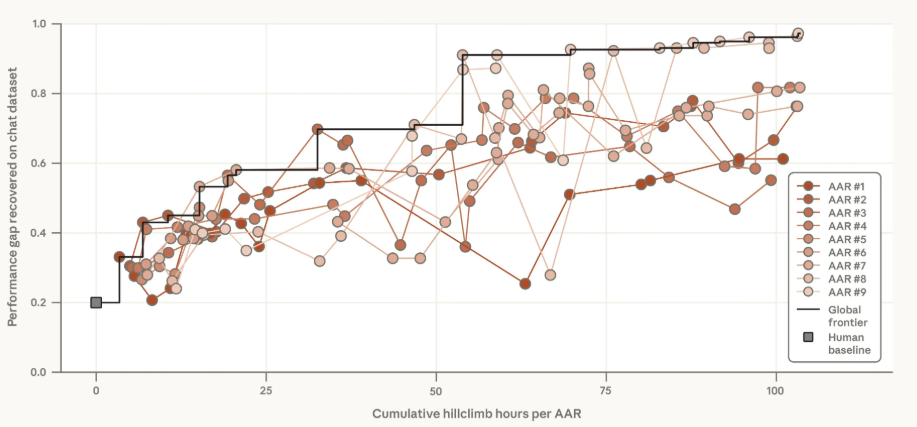 Performance gap recovered on chat dataset
1.0
0.8
0.6
0.4
0.2
0.0
0
25
50
75
100
Cumulative hillclimb hours per AAR
AAR #1
AAR #2
AAR #3
AAR #4
AAR #5
AAR #6
AAR #7
AAR #8
AAR #9
Global
frontier
Human
baseline